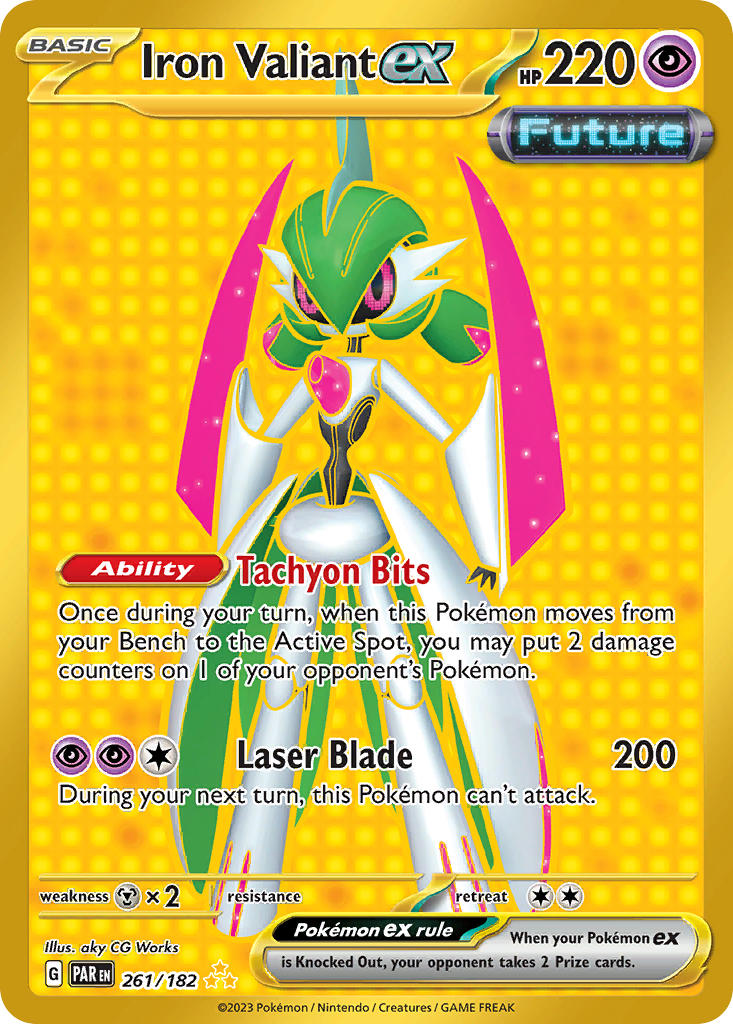 BASIC Iron Valiant ex HP 220
Future
Ability Tachyon Bits
Once during your turn, when this Pokémon moves from
your Bench to the Active Spot, you may put 2 damage
counters on 1 of your opponent's Pokémon.
Laser Blade 200
During your next turn, this Pokémon can't attack.
weakness ×2 resistance retreat
Illus. aky CG Works
Pokémon ex rule When your Pokémon ex
is Knocked Out, your opponent takes 2 Prize cards.
G PAR EN 261/182
©2023 Pokémon / Nintendo / Creatures / GAME FREAK